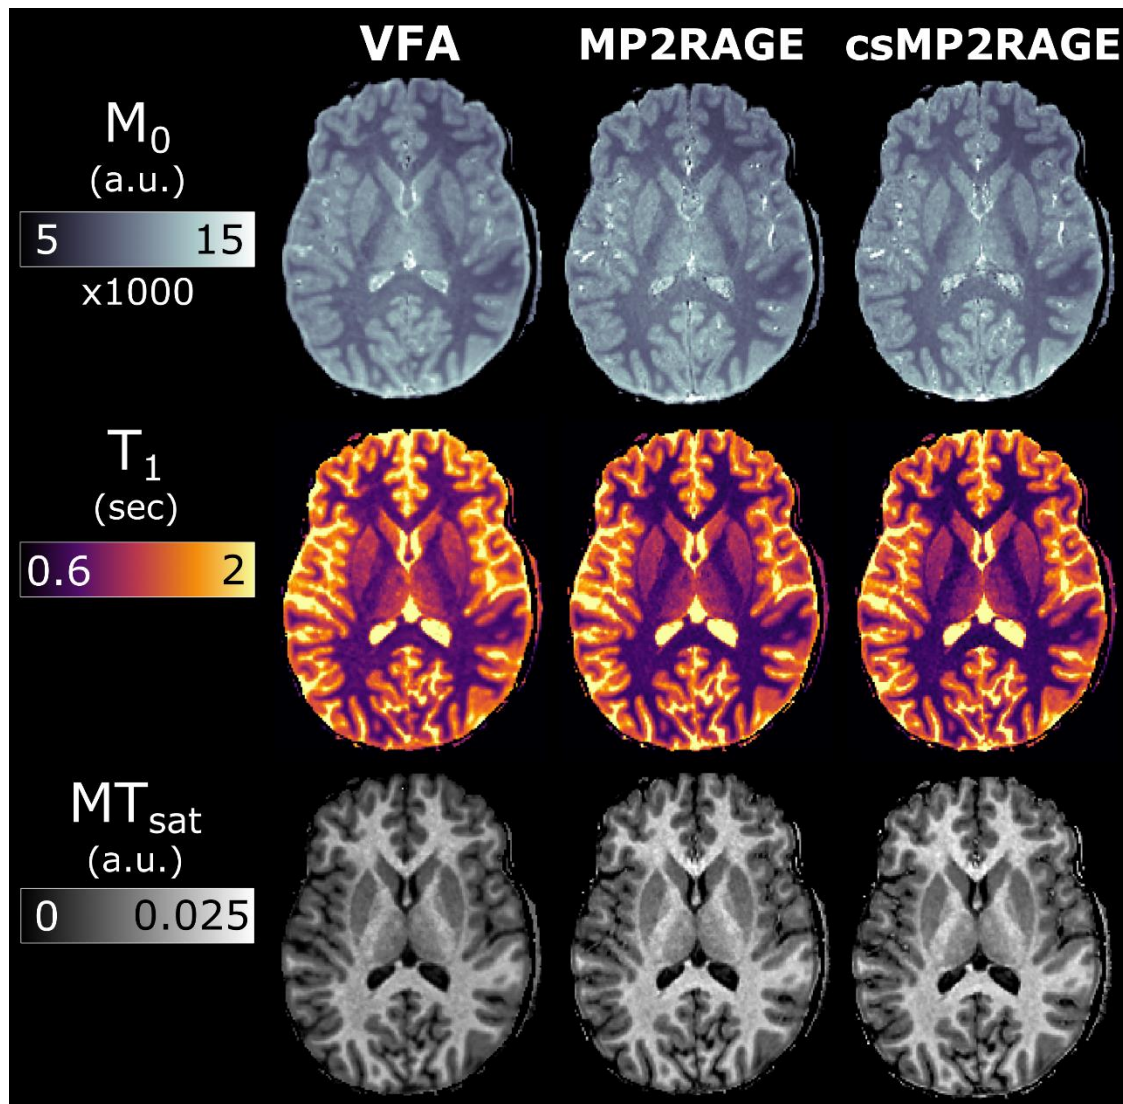 VFA MP2RAGE csMP2RAGE
M₀
(a.u.)
5 15
x1000
T₁
(sec)
0.6 2
MTsat
(a.u.)
0 0.025